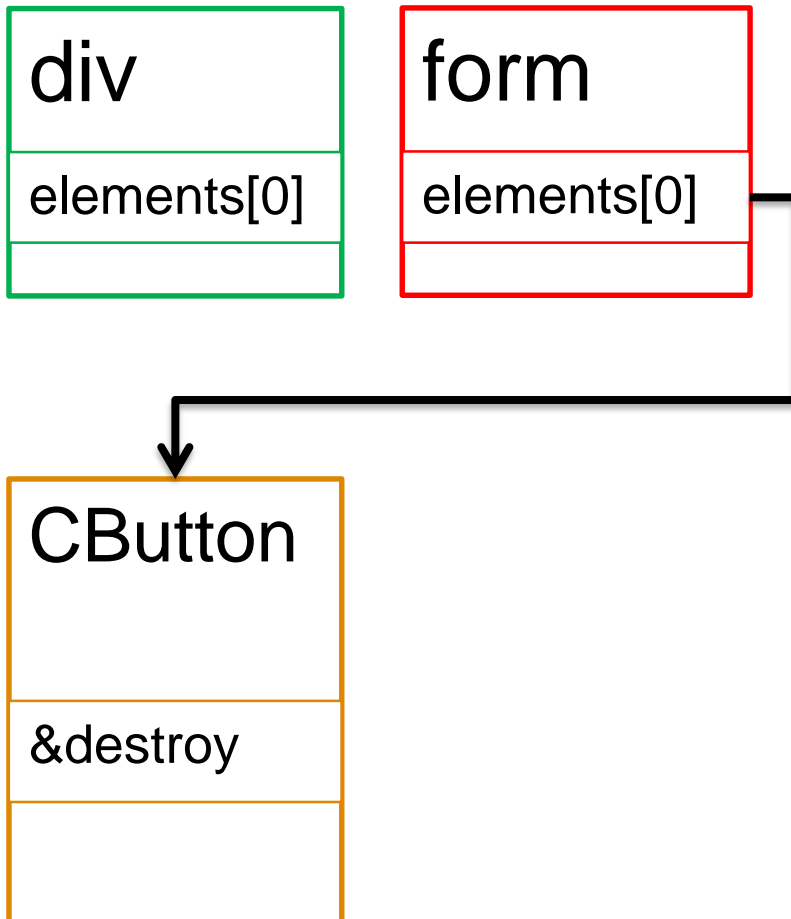 div
elements[0]
form
elements[0]
CButton
&destroy